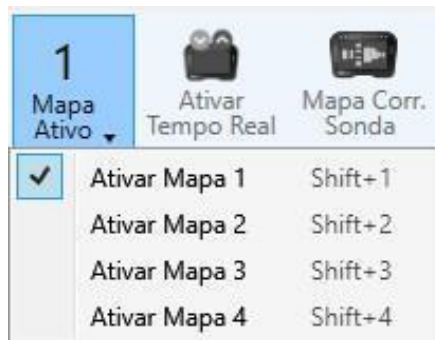 1
Mapa
Ativo
Ativar
Tempo Real
Mapa Corr.
Sonda
Ativar Mapa 1 Shift+1
Ativar Mapa 2 Shift+2
Ativar Mapa 3 Shift+3
Ativar Mapa 4 Shift+4